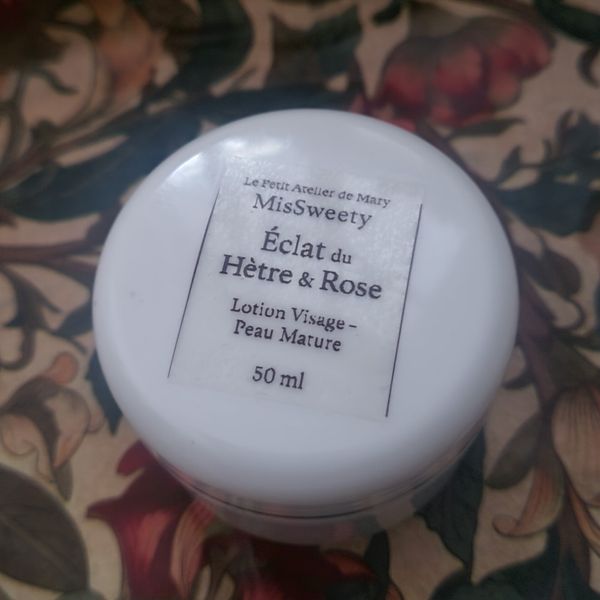 Le Petit Atelier de Mary
MisSweety
Éclat du
Hètre & Rose
Lotion Visage –
Peau Mature
50 ml